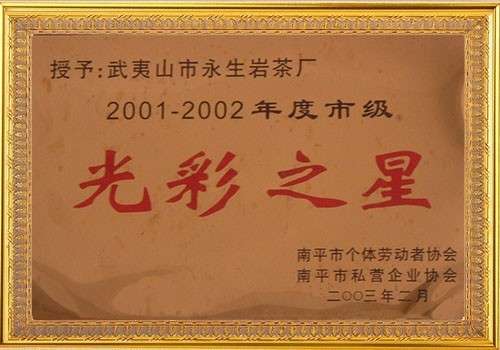 授予:武夷山市永生岩茶厂
2001-2002年度市级
光彩之星
南平市个体劳动者协会
南平市私营企业协会
二〇〇三年二月